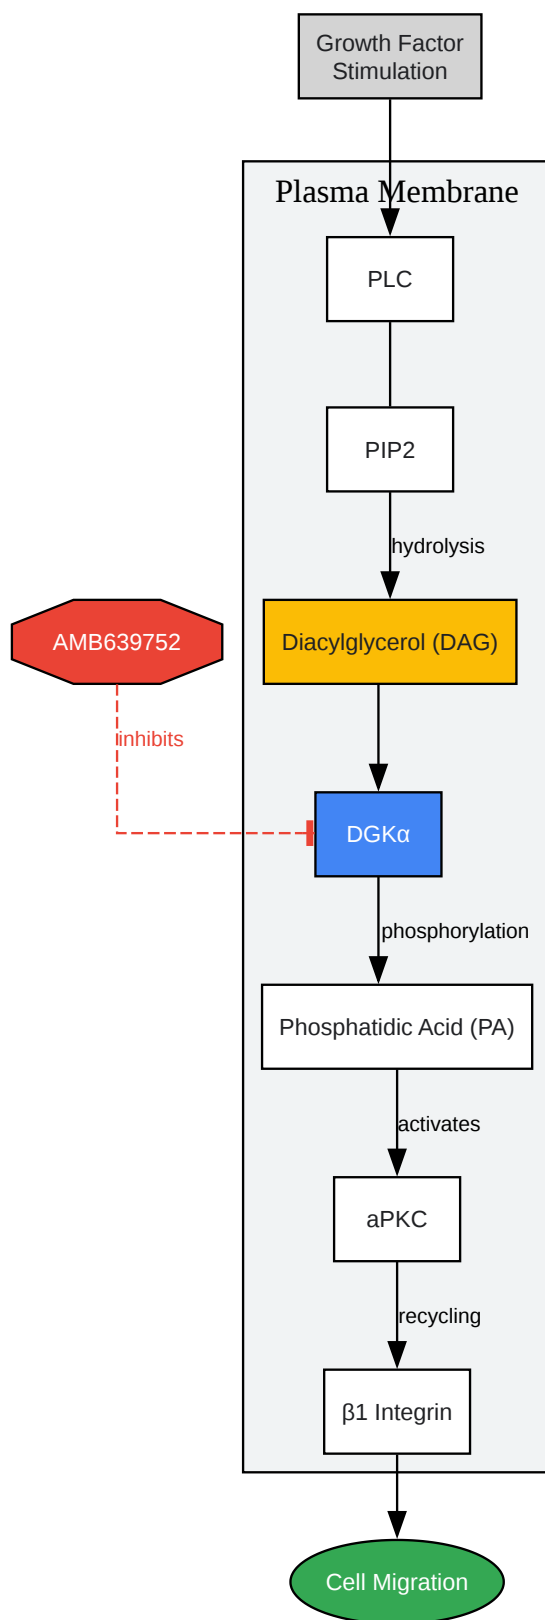 Growth Factor
Stimulation
Plasma Membrane
PLC
PIP2
hydrolysis
AMB639752
Diacylglycerol (DAG)
inhibits
DGKα
phosphorylation
Phosphatidic Acid (PA)
activates
aPKC
recycling
β1 Integrin
Cell Migration